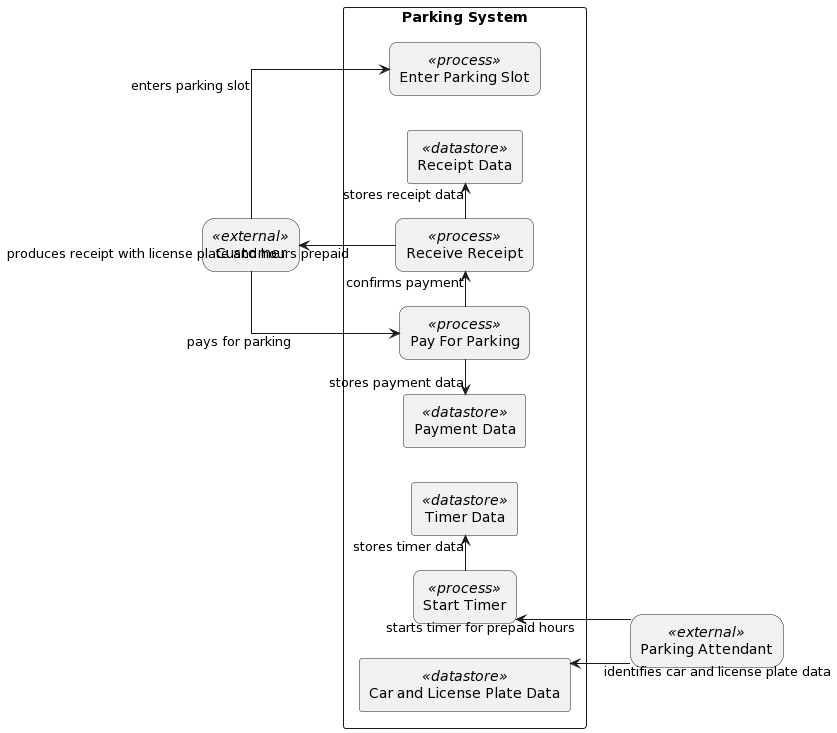 Parking System
«process»
Enter Parking Slot
enters parking slot
«datastore»
Receipt Data
stores receipt data
«external»
Customer
«process»
Receive Receipt
produces receipt with license plate and hours prepaid
confirms payment
«process»
Pay For Parking
pays for parking
stores payment data
«datastore»
Payment Data
«datastore»
Timer Data
stores timer data
«process»
Start Timer
starts timer for prepaid hours
«external»
Parking Attendant
identifies car and license plate data
«datastore»
Car and License Plate Data